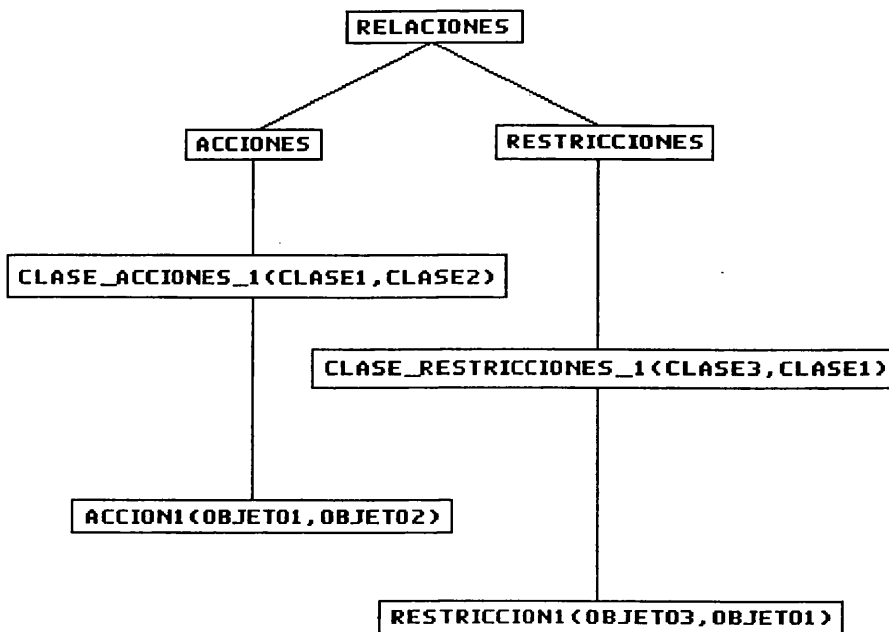 RELACIONES
ACCIONES
RESTRICCIONES
CLASE_ACCIONES_1(CLASE1,CLASE2)
CLASE_RESTRICCIONES_1(CLASE3,CLASE1)
ACCION1(OBJETO1,OBJETO2)
RESTRICCION1(OBJETO3,OBJETO1)